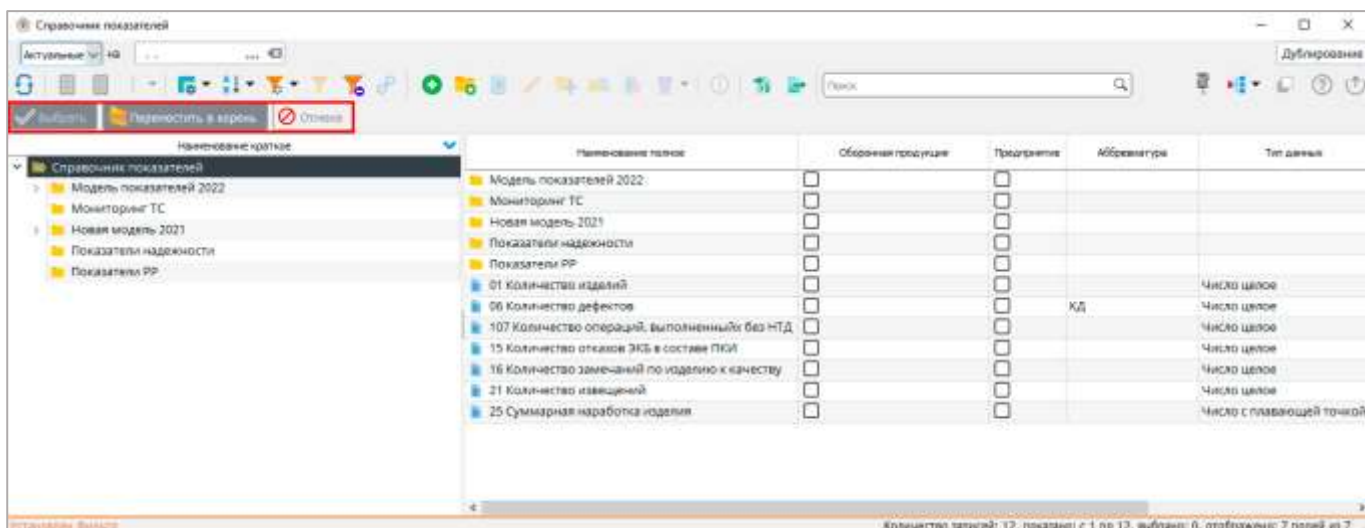 Справочник показателей
Актуальные на . . ...
Дублирования
Поиск
Выбрать Переместить в корень Отмена
Наименование краткое
Справочник показателей
Модель показателей 2022
Мониторинг ТС
Новая модель 2021
Показатели надежности
Показатели РР
Наименование полное Оборонная продукция Предприятие Аббревиатура Тип данных
Модель показателей 2022
Мониторинг ТС
Новая модель 2021
Показатели надежности
Показатели РР
01 Количество изделий Число целое
06 Количество дефектов КД Число целое
107 Количество операций, выполненныйх без НТД Число целое
15 Количество отказов ЭКБ в составе ПКИ Число целое
16 Количество замечаний по изделию к качеству Число целое
21 Количество извещений Число целое
25 Суммарная наработка изделия Число с плавающей точкой
Установлен фильтр
Количество записей: 12, показано: с 1 по 12, выбрано: 0, отображено: 7 полей из 7